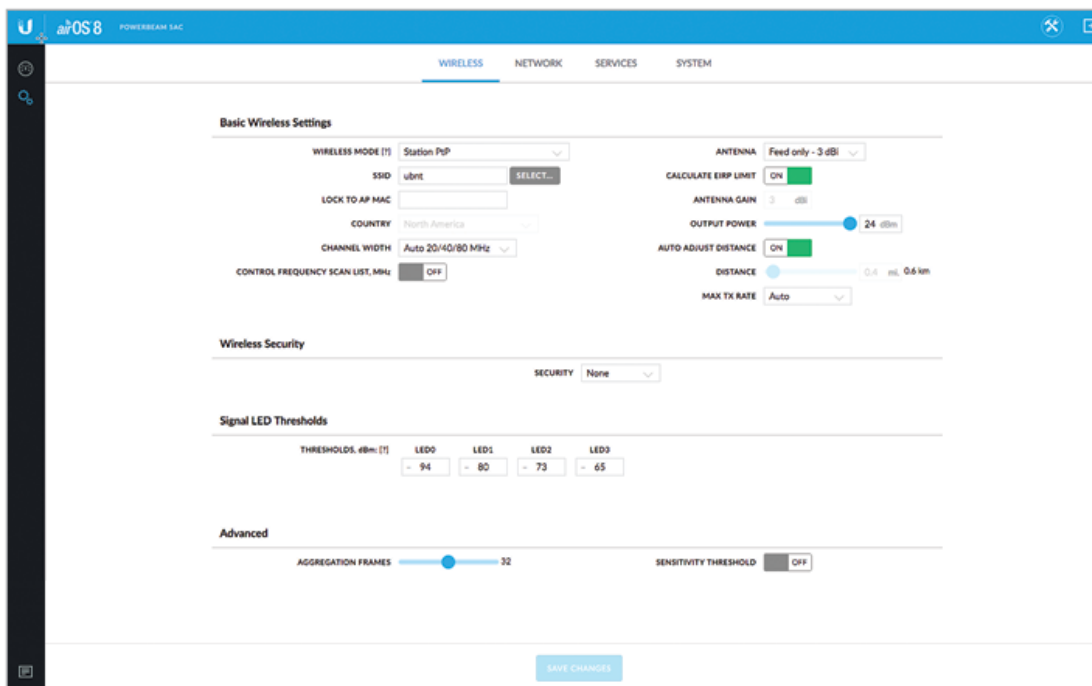 U airOS 8 POWERBEAM 5AC
WIRELESS NETWORK SERVICES SYSTEM
Basic Wireless Settings
WIRELESS MODE [?] Station PtP
SSID ubnt SELECT...
LOCK TO AP MAC
COUNTRY North America
CHANNEL WIDTH Auto 20/40/80 MHz
CONTROL FREQUENCY SCAN LIST, MHz OFF
ANTENNA Feed only - 3 dBi
CALCULATE EIRP LIMIT ON
ANTENNA GAIN 3 dBi
OUTPUT POWER 24 dBm
AUTO ADJUST DISTANCE ON
DISTANCE 0.4 mi, 0.6 km
MAX TX RATE Auto
Wireless Security
SECURITY None
Signal LED Thresholds
THRESHOLDS, dBm: [?] LED0 LED1 LED2 LED3
- 94 - 80 - 73 - 65
Advanced
AGGREGATION FRAMES 32
SENSITIVITY THRESHOLD OFF
SAVE CHANGES